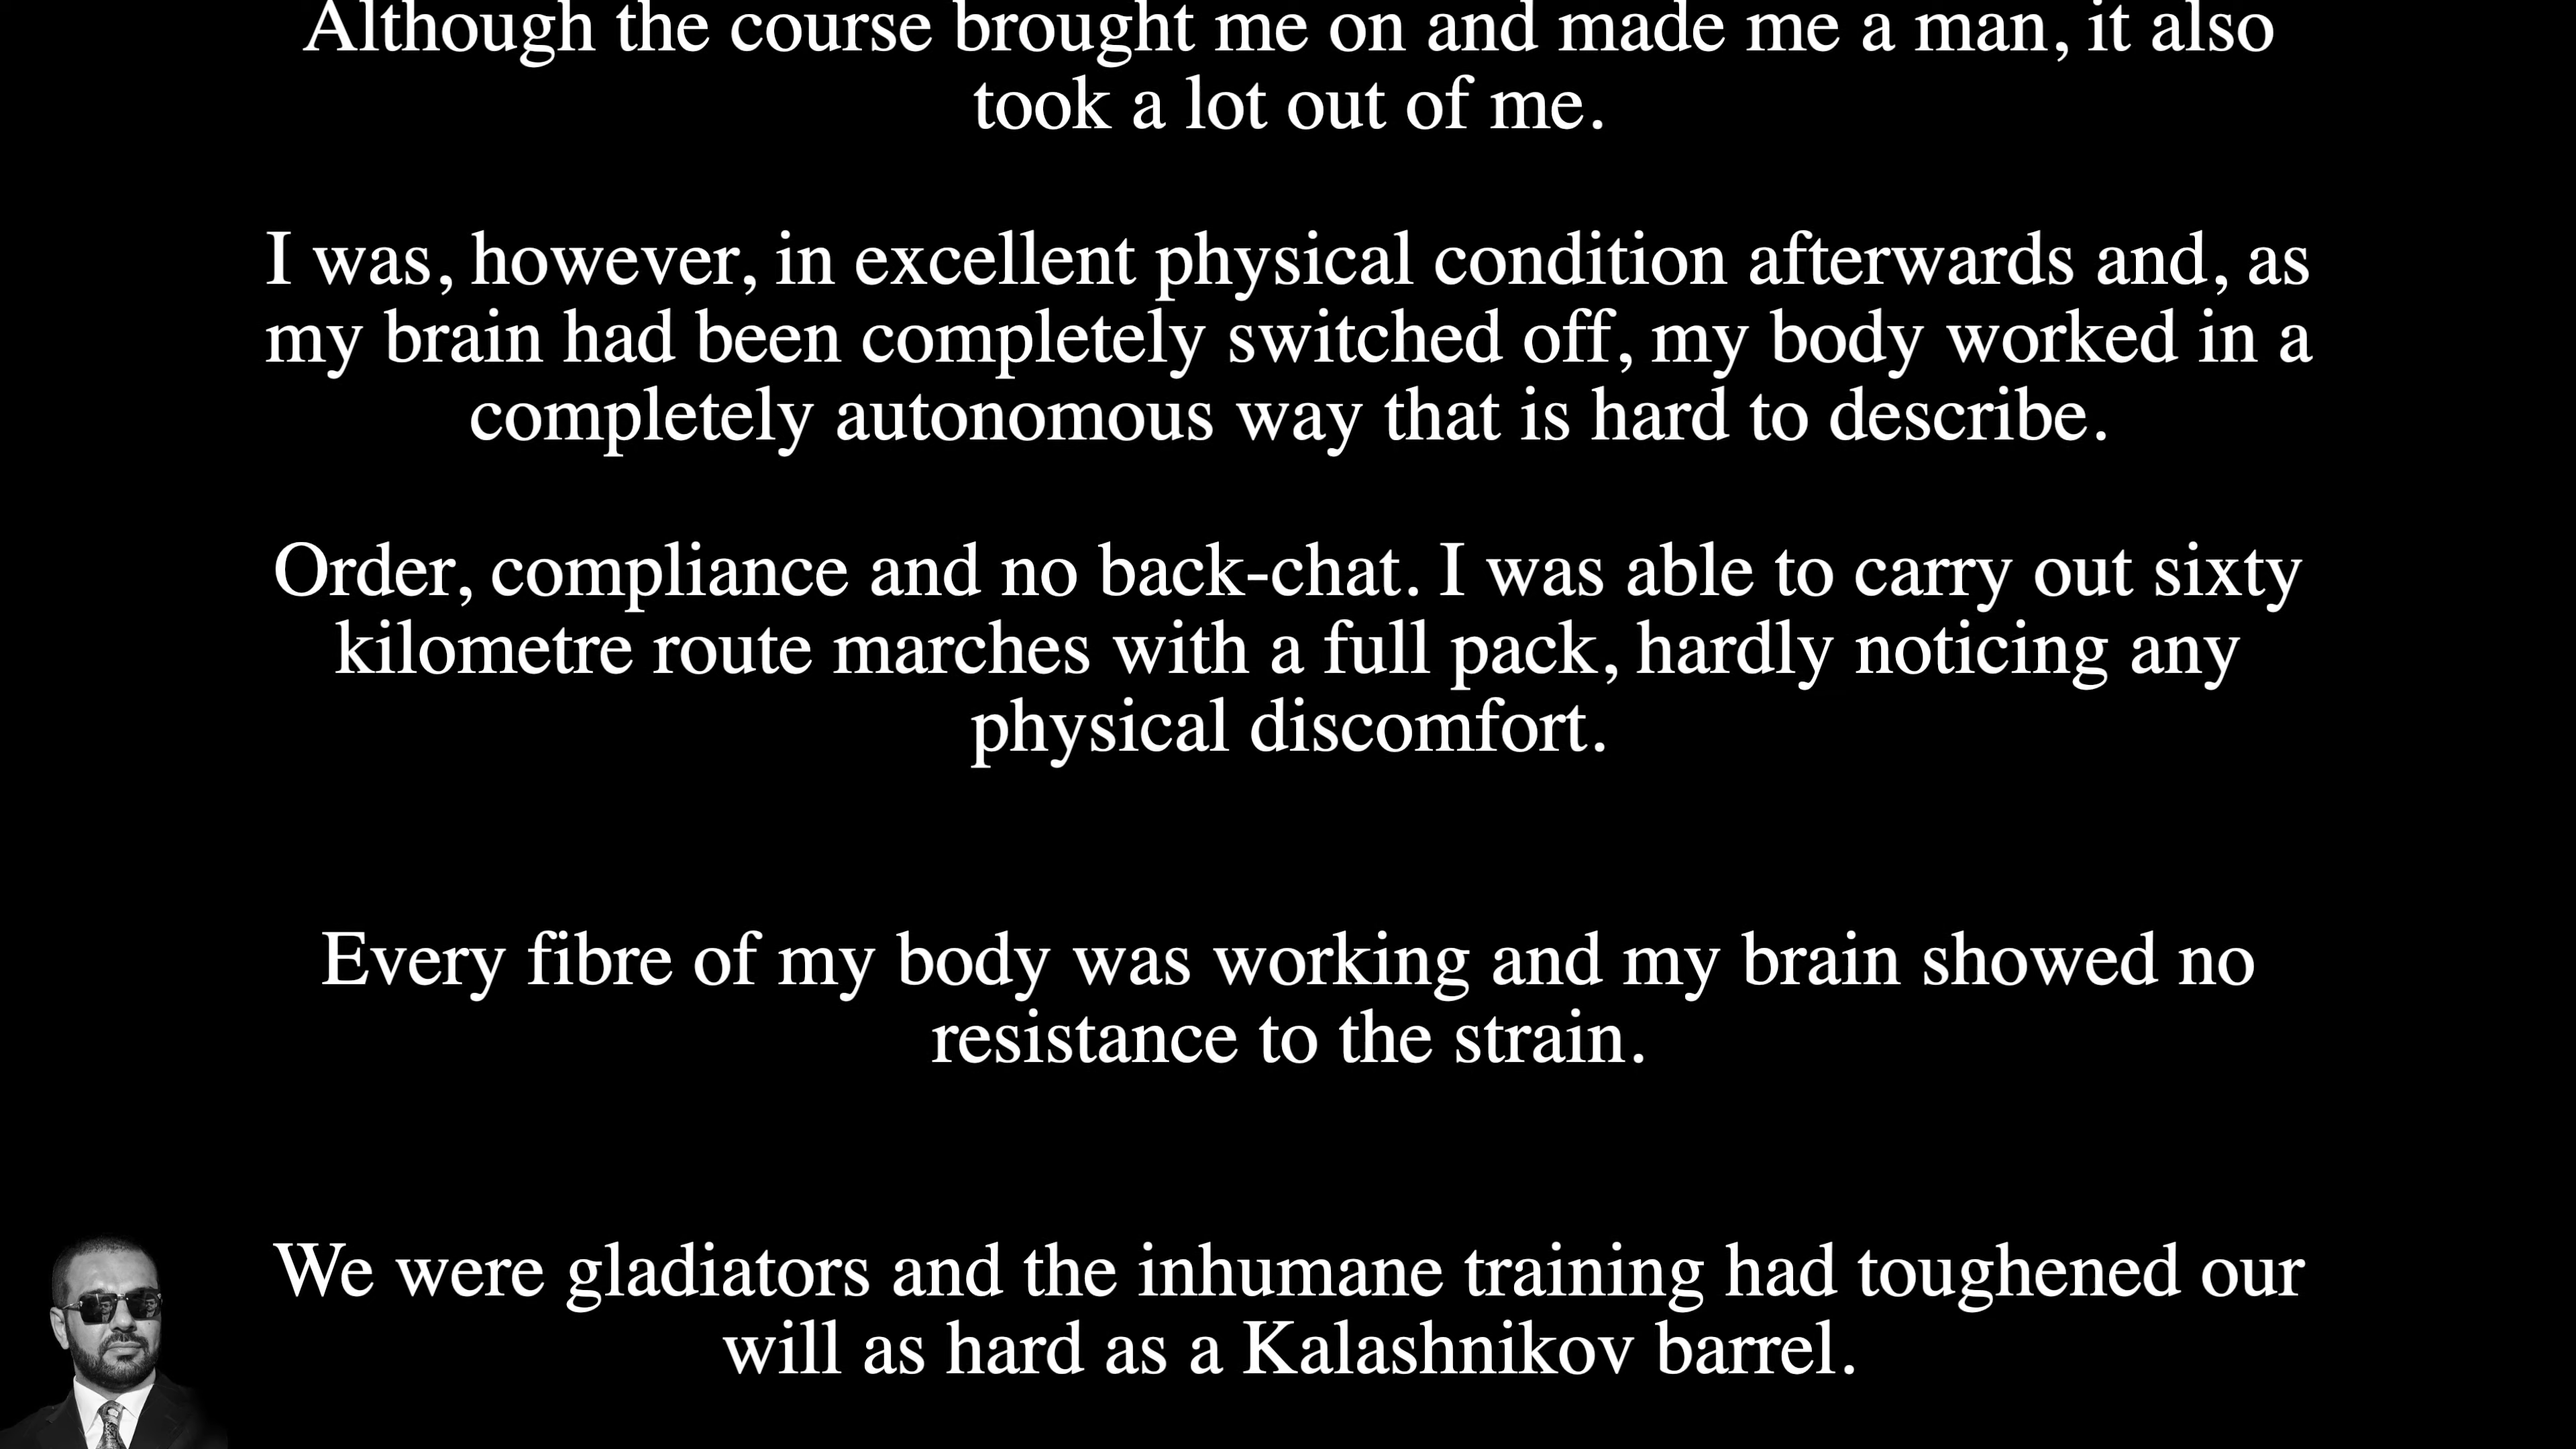 Although the course brought me on and made me a man, it also
took a lot out of me.
I was, however, in excellent physical condition afterwards and, as
my brain had been completely switched off, my body worked in a
completely autonomous way that is hard to describe.
Order, compliance and no back-chat. I was able to carry out sixty
kilometre route marches with a full pack, hardly noticing any
physical discomfort.
Every fibre of my body was working and my brain showed no
resistance to the strain.
We were gladiators and the inhumane training had toughened our
will as hard as a Kalashnikov barrel.